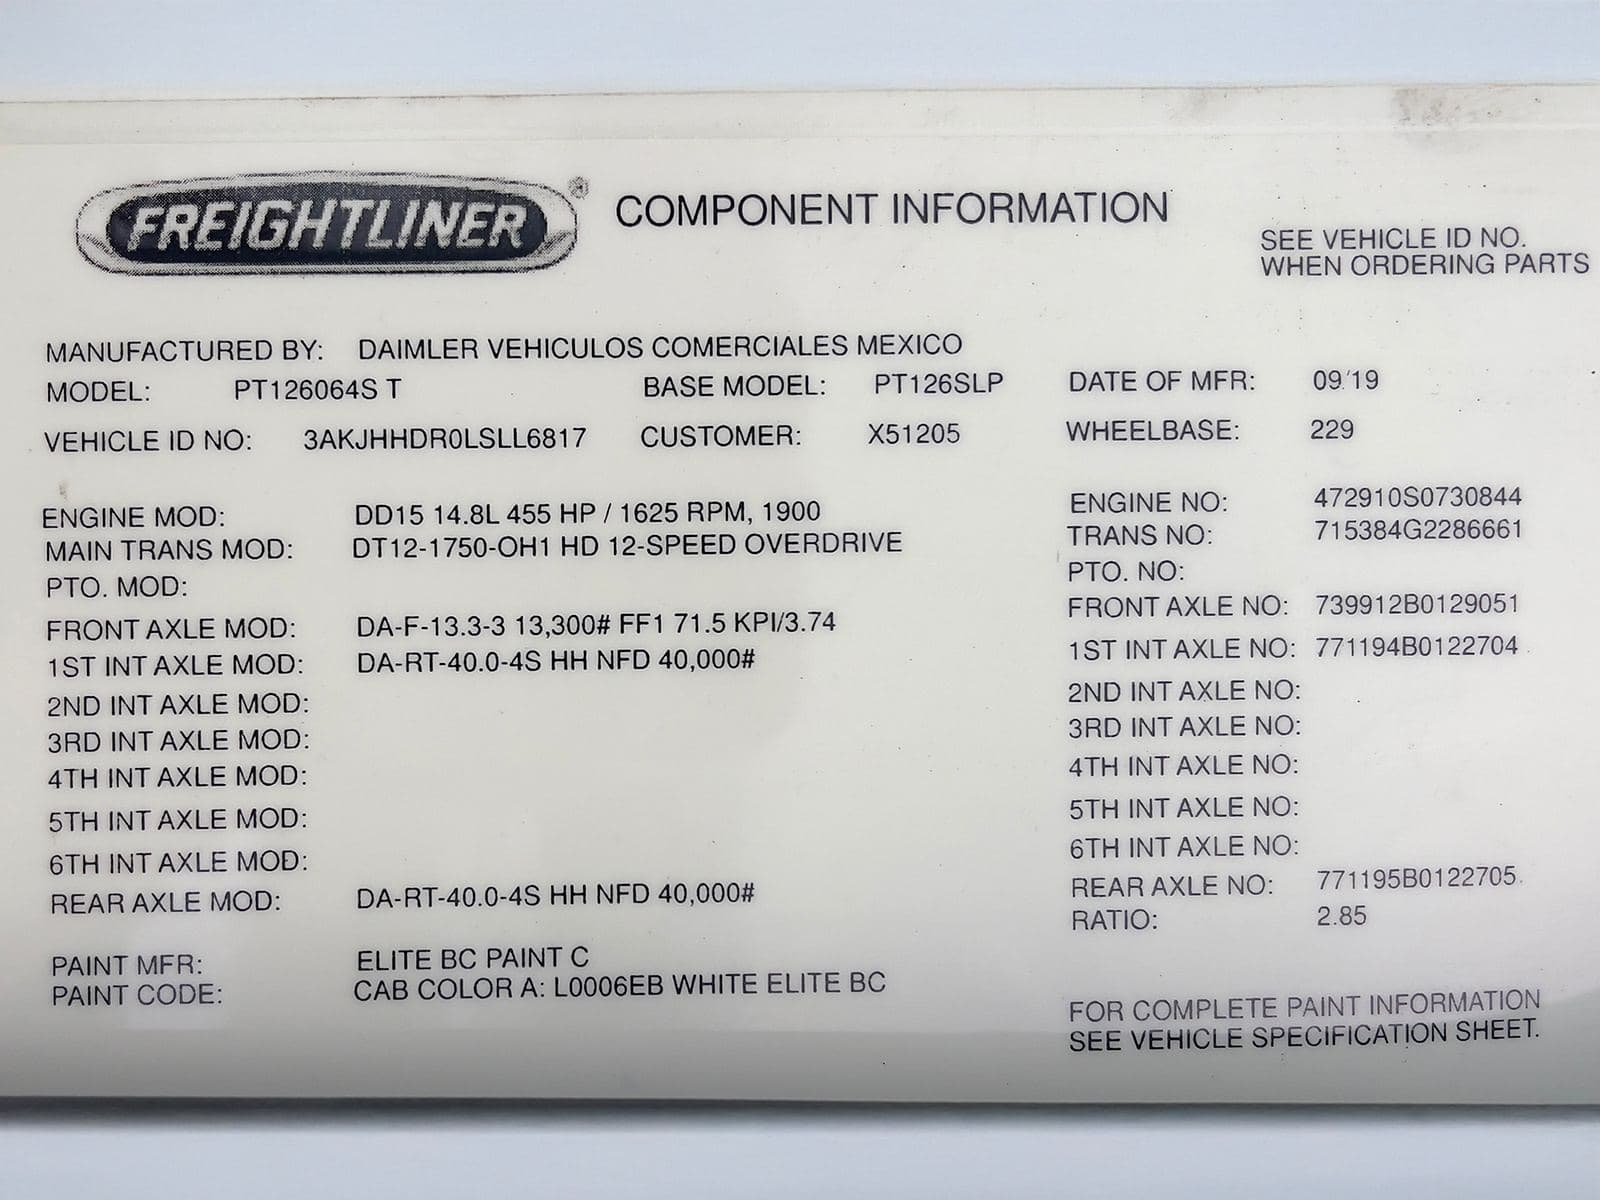 FREIGHTLINER® COMPONENT INFORMATION
SEE VEHICLE ID NO.
WHEN ORDERING PARTS
MANUFACTURED BY: DAIMLER VEHICULOS COMERCIALES MEXICO
MODEL: PT126064S T BASE MODEL: PT126SLP DATE OF MFR: 09'19
VEHICLE ID NO: 3AKJHHDR0LSLL6817 CUSTOMER: X51205 WHEELBASE: 229
ENGINE MOD: DD15 14.8L 455 HP / 1625 RPM, 1900 ENGINE NO: 472910S0730844
MAIN TRANS MOD: DT12-1750-OH1 HD 12-SPEED OVERDRIVE TRANS NO: 715384G2286661
PTO. MOD: PTO. NO:
FRONT AXLE MOD: DA-F-13.3-3 13,300# FF1 71.5 KPI/3.74 FRONT AXLE NO: 739912B0129051
1ST INT AXLE MOD: DA-RT-40.0-4S HH NFD 40,000# 1ST INT AXLE NO: 771194B0122704
2ND INT AXLE MOD: 2ND INT AXLE NO:
3RD INT AXLE MOD: 3RD INT AXLE NO:
4TH INT AXLE MOD: 4TH INT AXLE NO:
5TH INT AXLE MOD: 5TH INT AXLE NO:
6TH INT AXLE MOD: 6TH INT AXLE NO:
REAR AXLE MOD: DA-RT-40.0-4S HH NFD 40,000# REAR AXLE NO: 771195B0122705
RATIO: 2.85
PAINT MFR: ELITE BC PAINT C
PAINT CODE: CAB COLOR A: L0006EB WHITE ELITE BC
FOR COMPLETE PAINT INFORMATION
SEE VEHICLE SPECIFICATION SHEET.